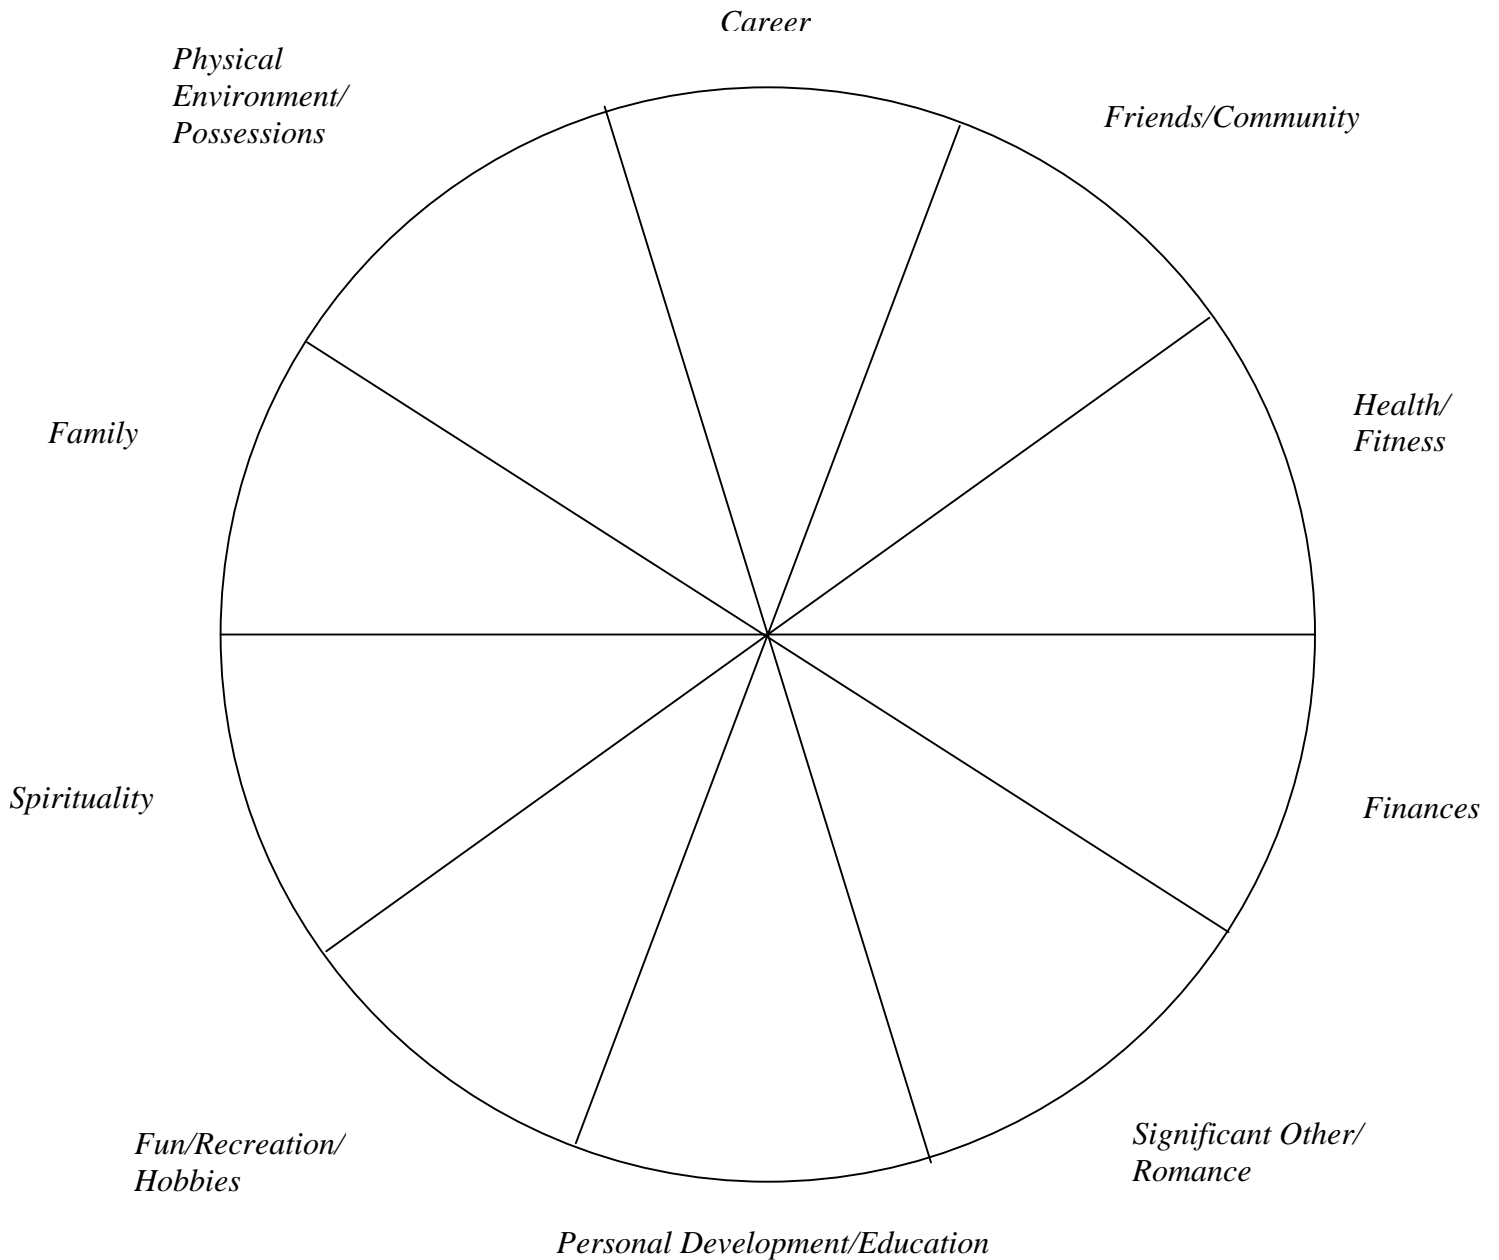 Career
Physical
Environment/
Possessions
Friends/Community
Health/
Fitness
Family
Spirituality
Finances
Fun/Recreation/
Hobbies
Significant Other/
Romance
Personal Development/Education